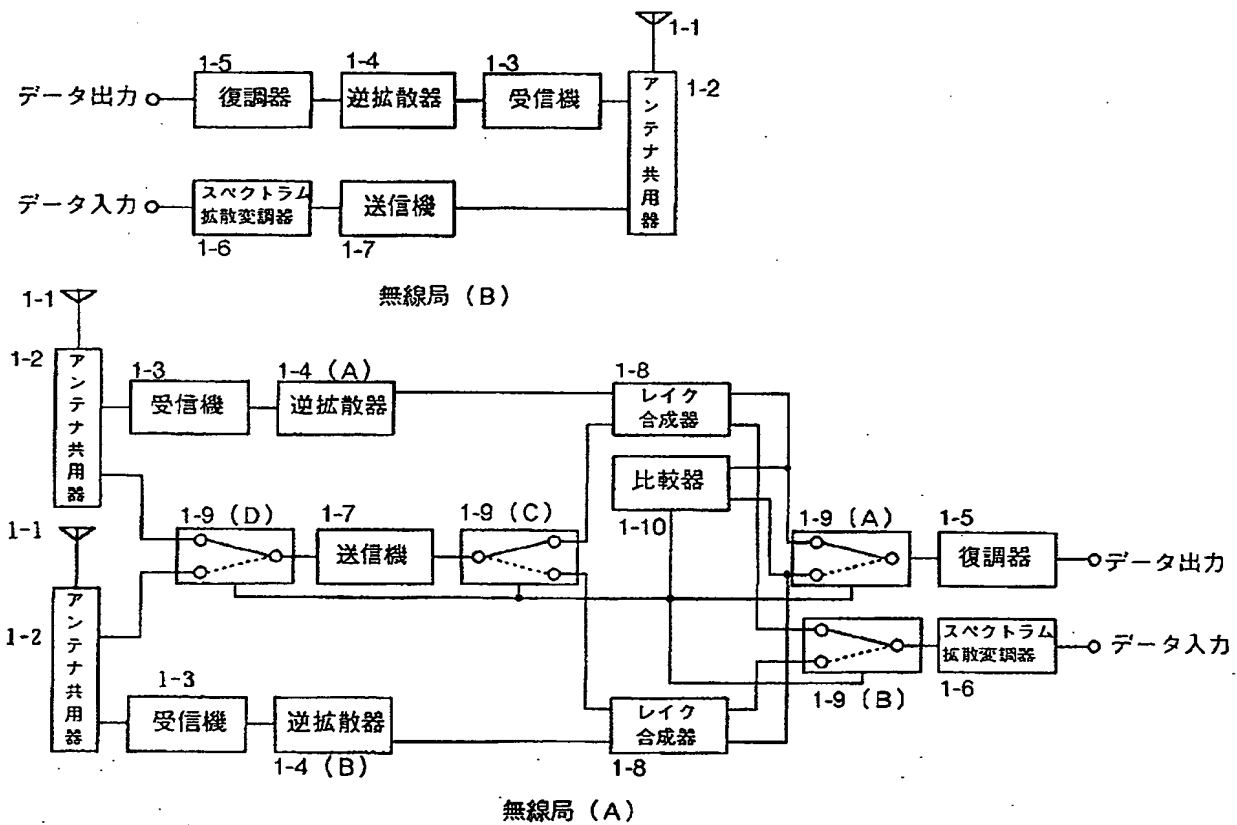 1-1
1-5
1-4
1-3
1-2
データ出力
復調器
逆拡散器
受信機
アンテナ共用器
データ入力
スペクトラム
拡散変調器
送信機
1-6
1-7
無線局（B）
1-1
1-2
アンテナ共用器
1-3
1-4（A）
1-8
受信機
逆拡散器
レイク
合成器
比較器
1-10
1-9（D）
1-7
1-9（C）
1-9（A）
1-5
送信機
復調器
データ出力
1-1
1-2
アンテナ共用器
スペクトラム
拡散変調器
データ入力
1-9（B）
1-6
1-3
受信機
逆拡散器
1-4（B）
レイク
合成器
1-8
無線局（A）